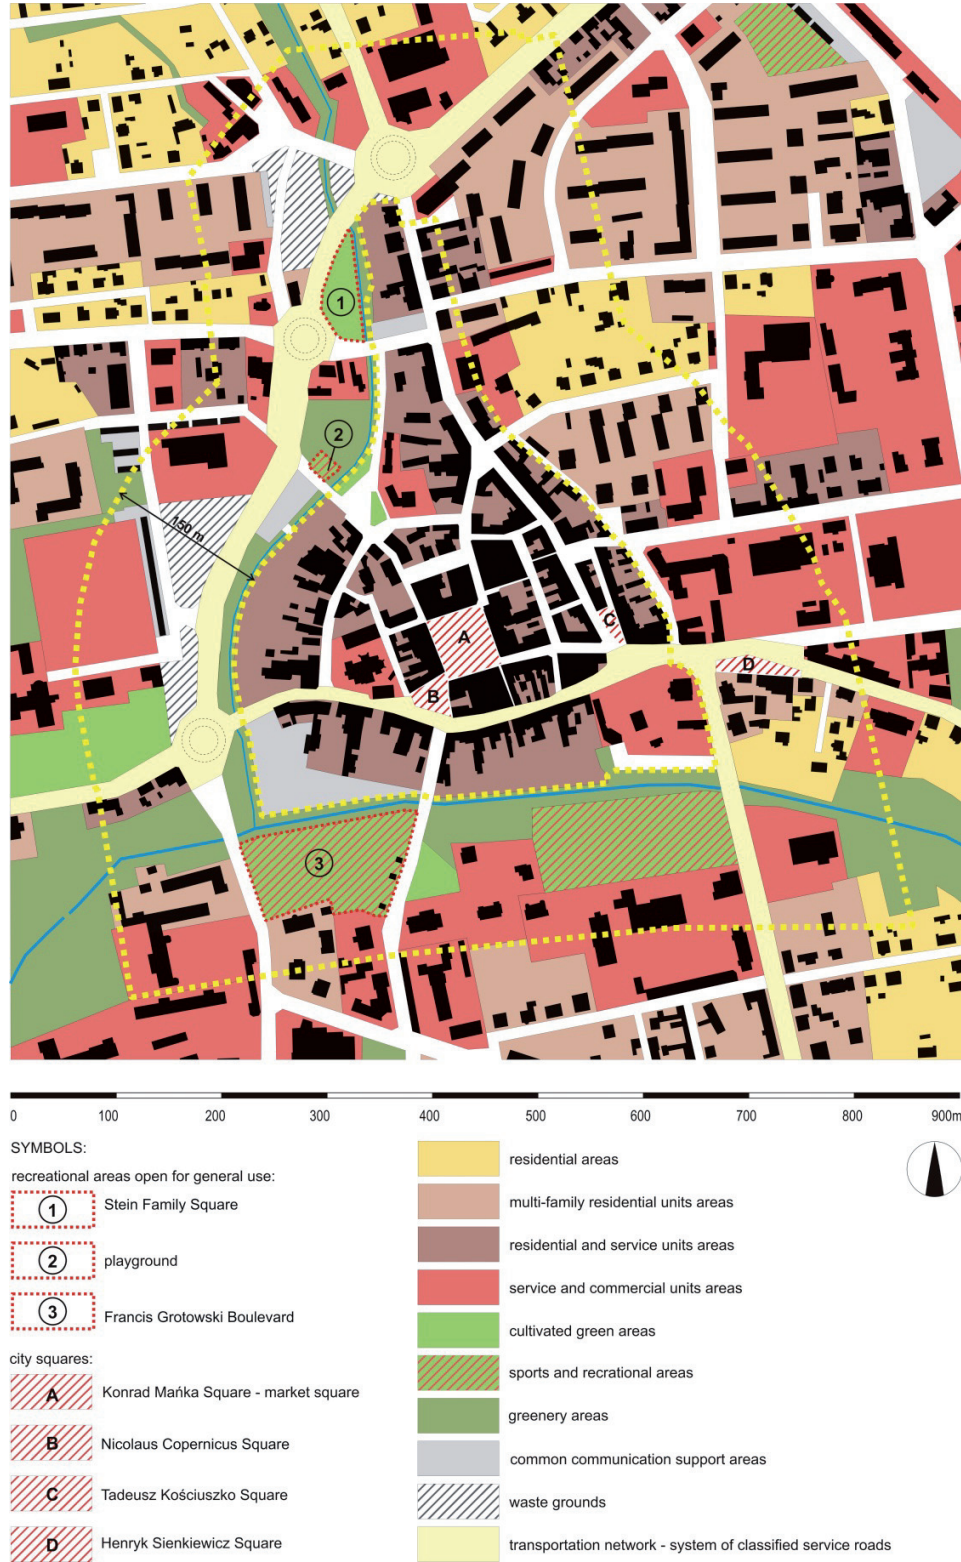 1
2
150 m
A
C
B
D
3
0 100 200 300 400 500 600 700 800 900m
SYMBOLS:
recreational areas open for general use:
1 Stein Family Square
2 playground
3 Francis Grotowski Boulevard
city squares:
A Konrad Mańka Square - market square
B Nicolaus Copernicus Square
C Tadeusz Kościuszko Square
D Henryk Sienkiewicz Square
residential areas
multi-family residential units areas
residential and service units areas
service and commercial units areas
cultivated green areas
sports and recrational areas
greenery areas
common communication support areas
waste grounds
transportation network - system of classified service roads